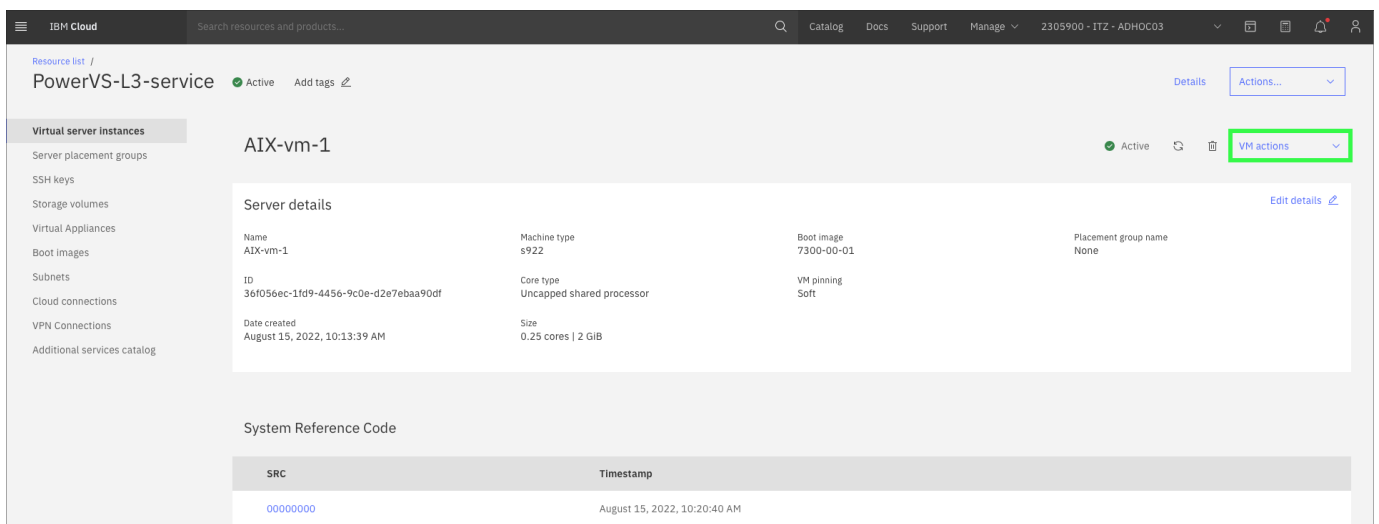 IBM Cloud Search resources and products... Catalog Docs Support Manage 2305900 - ITZ - ADHOC03
Resource list /
PowerVS-L3-service Active Add tags Details Actions...
Virtual server instances
Server placement groups
SSH keys
Storage volumes
Virtual Appliances
Boot images
Subnets
Cloud connections
VPN Connections
Additional services catalog
AIX-vm-1 Active VM actions
Server details Edit details
Name Machine type Boot image Placement group name
AIX-vm-1 s922 7300-00-01 None
ID Core type VM pinning
36f056ec-1fd9-4456-9c0e-d2e7ebaa90df Uncapped shared processor Soft
Date created Size
August 15, 2022, 10:13:39 AM 0.25 cores | 2 GiB
System Reference Code
SRC Timestamp
00000000 August 15, 2022, 10:20:40 AM